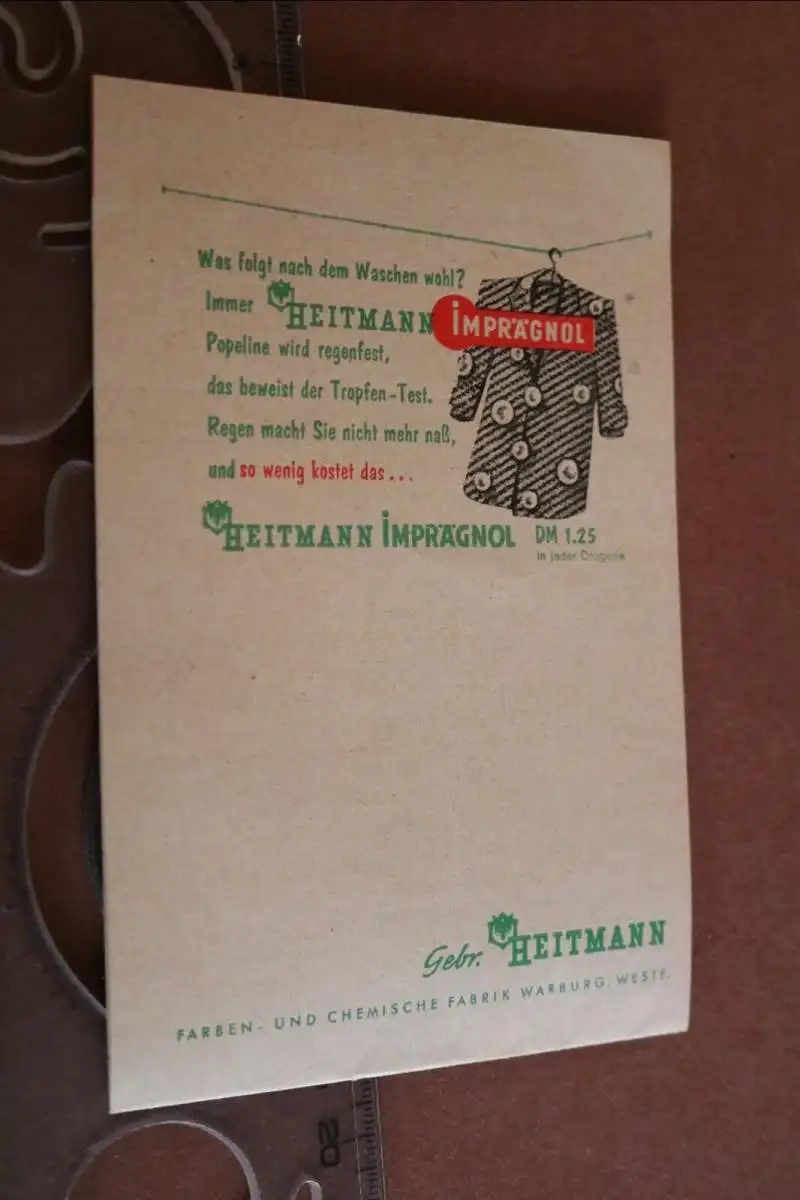 Was folgt nach dem Waschen wohl?
Immer HEITMANN İMPRÄGNOL
Popeline wird regenfest,
das beweist der Tropfen-Test.
Regen macht Sie nicht mehr naß,
und so wenig kostet das...
HEITMANN İMPRÄGNOL DM 1.25
in jeder Drogerie
Gebr. HEITMANN
FARBEN- UND CHEMISCHE FABRIK WARBURG, WESTF.
20